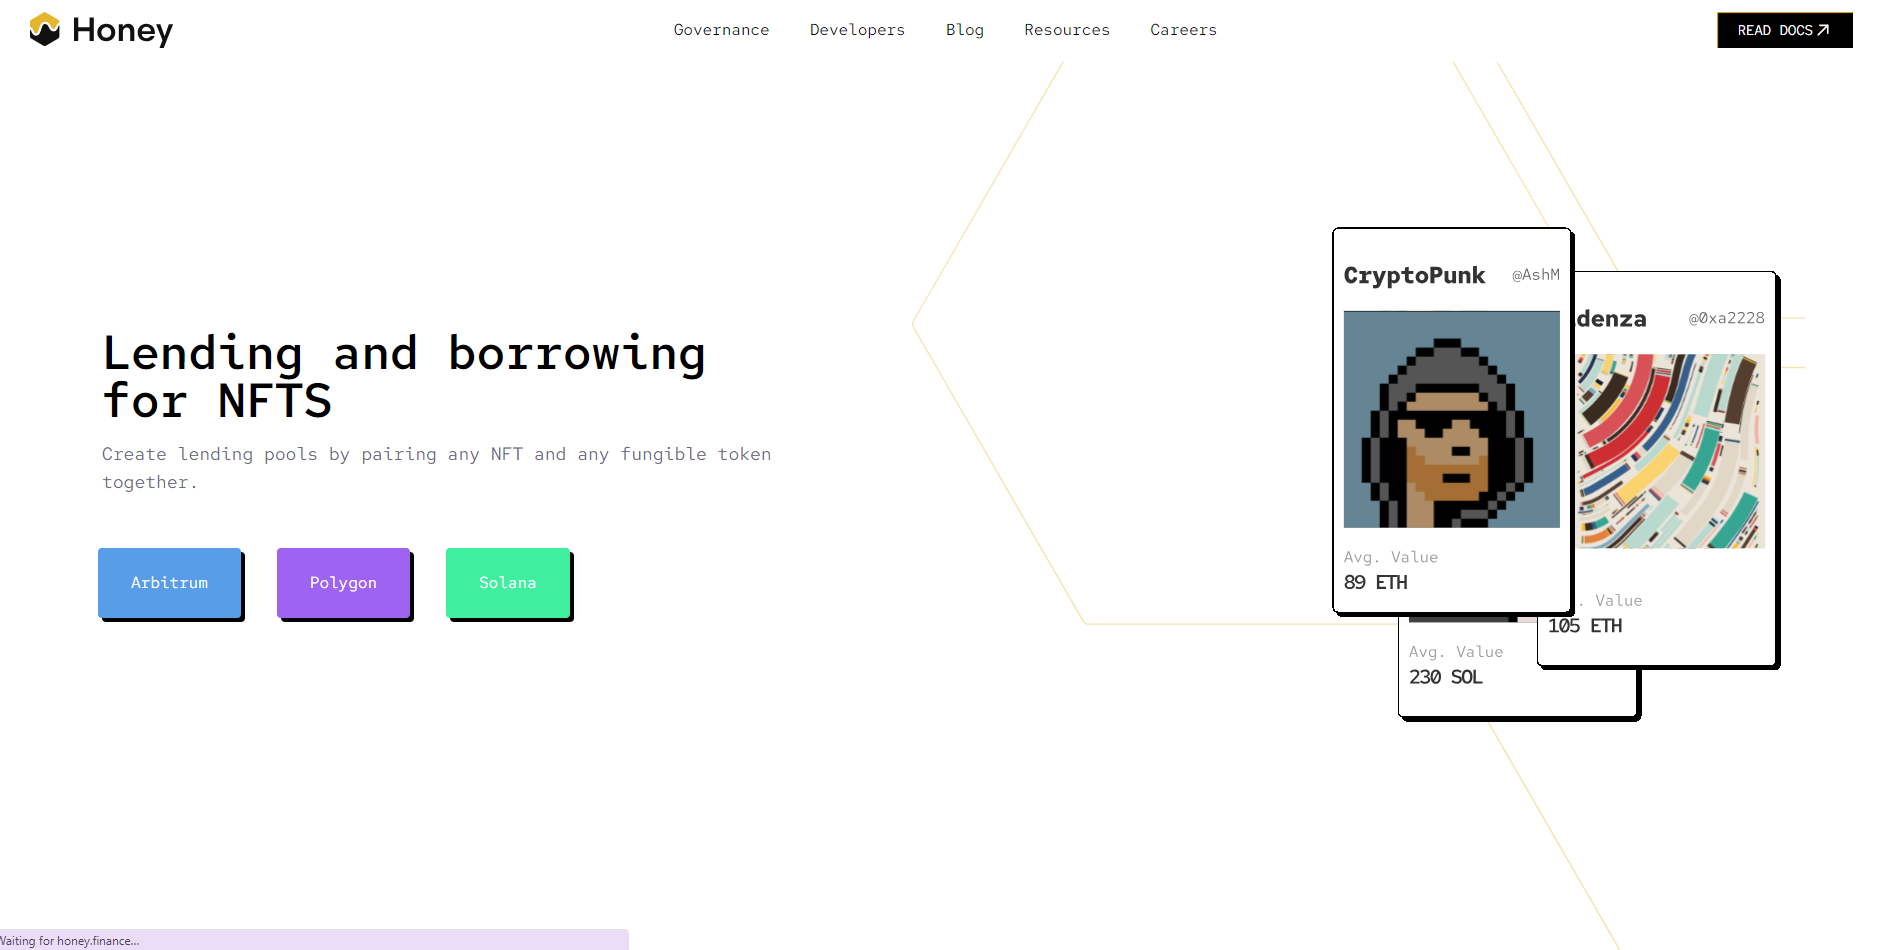 Honey
Governance
Developers
Blog
Resources
Careers
READ DOCS
Lending and borrowing
for NFTS
Create lending pools by pairing any NFT and any fungible token
together.
Arbitrum
Polygon
Solana
CryptoPunk
@AshM
Avg. Value
89 ETH
denza
@0xa2228
. Value
105 ETH
Avg. Value
230 SOL
Waiting for honey.finance...